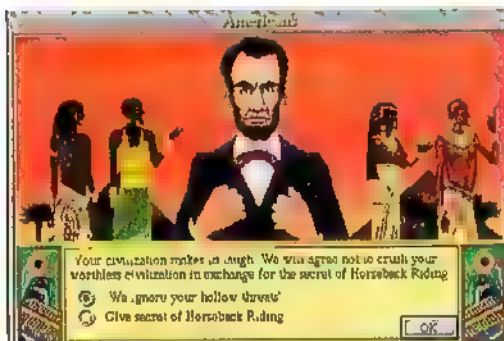 Americans
Your civilization makes us laugh. We will agree not to crush your
worthless civilization in exchange for the secret of Horseback Riding
We ignore your hollow threats!
Give secret of Horseback Riding
OK